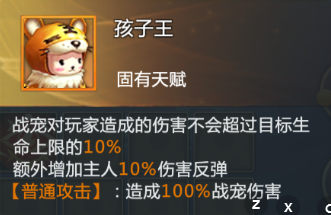 孩子王
固有天赋
战宠对玩家造成的伤害不会超过目标生
命上限的10%
额外增加主人10%伤害反弹
【普通攻击】：造成100%战宠伤害
z
x